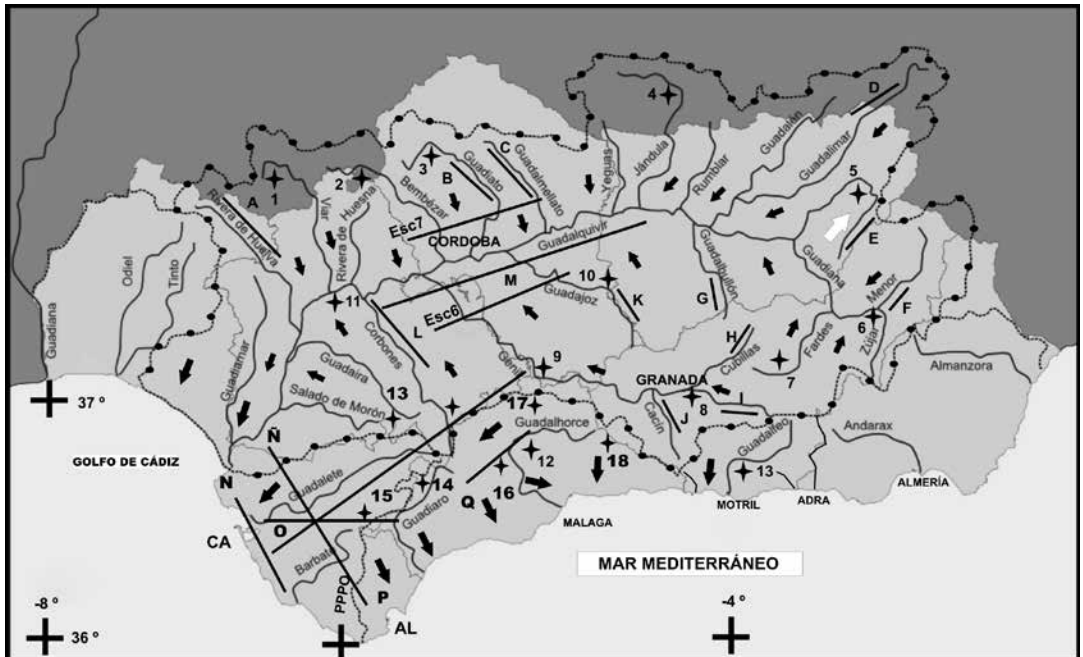 D
4
Guadalén
Guadalimar
C
3
B
Guadiato
Guadalmellato
Yeguas
Jándula
Rumblar
5
2
A
1
Viar
Rivera de Huesna
Bembézar
Rivera de Huelva
Esc7
CORDOBA
Guadalquivir
E
Guadiana
Menor
Odiel
Tinto
M
10
Guadalbullón
Guadajoz
K
G
F
11
Esc6
L
Corbones
H
6
Zújar
Guadiana
Guadiamar
Cubillas
Fardes
7
9
Genil
Almanzora
Guadaira
GRANADA
37 º
Salado de Morón
13
17
Cacín
J
8
I
Ñ
Guadalhorce
Guadalfeo
Andarax
GOLFO DE CÁDIZ
12
18
13
N
Guadalete
14
16
15
Q
ALMERÍA
ADRA
MOTRIL
O
Guadiaro
MALAGA
CA
Barbate
MAR MEDITERRÁNEO
PPPO
P
-8 º
-4 º
AL
36 º